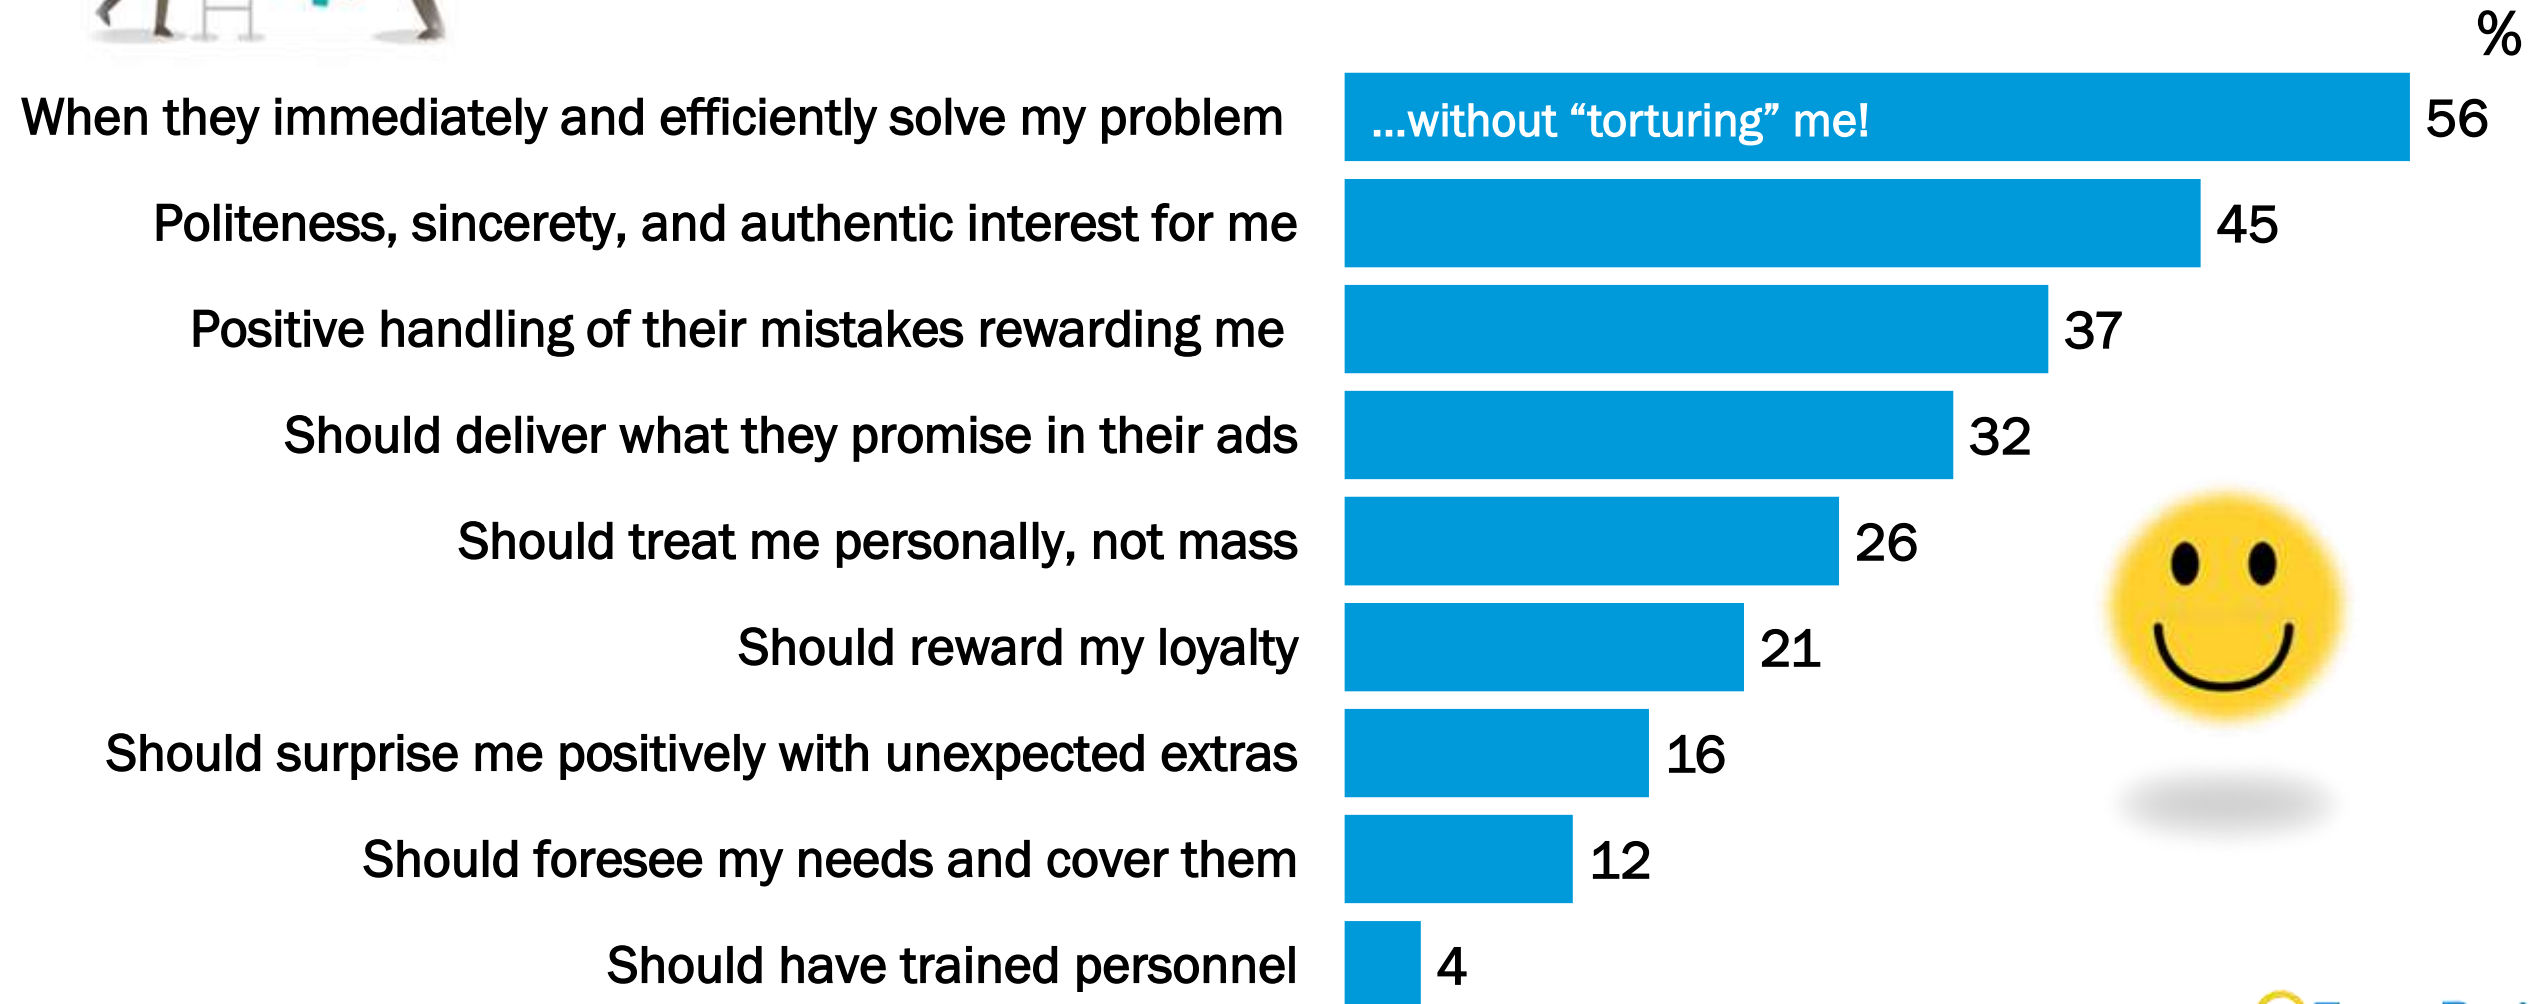 %
When they immediately and efficiently solve my problem ...without “torturing” me! 56
Politeness, sincerety, and authentic interest for me 45
Positive handling of their mistakes rewarding me 37
Should deliver what they promise in their ads 32
Should treat me personally, not mass 26
Should reward my loyalty 21
Should surprise me positively with unexpected extras 16
Should foresee my needs and cover them 12
Should have trained personnel 4